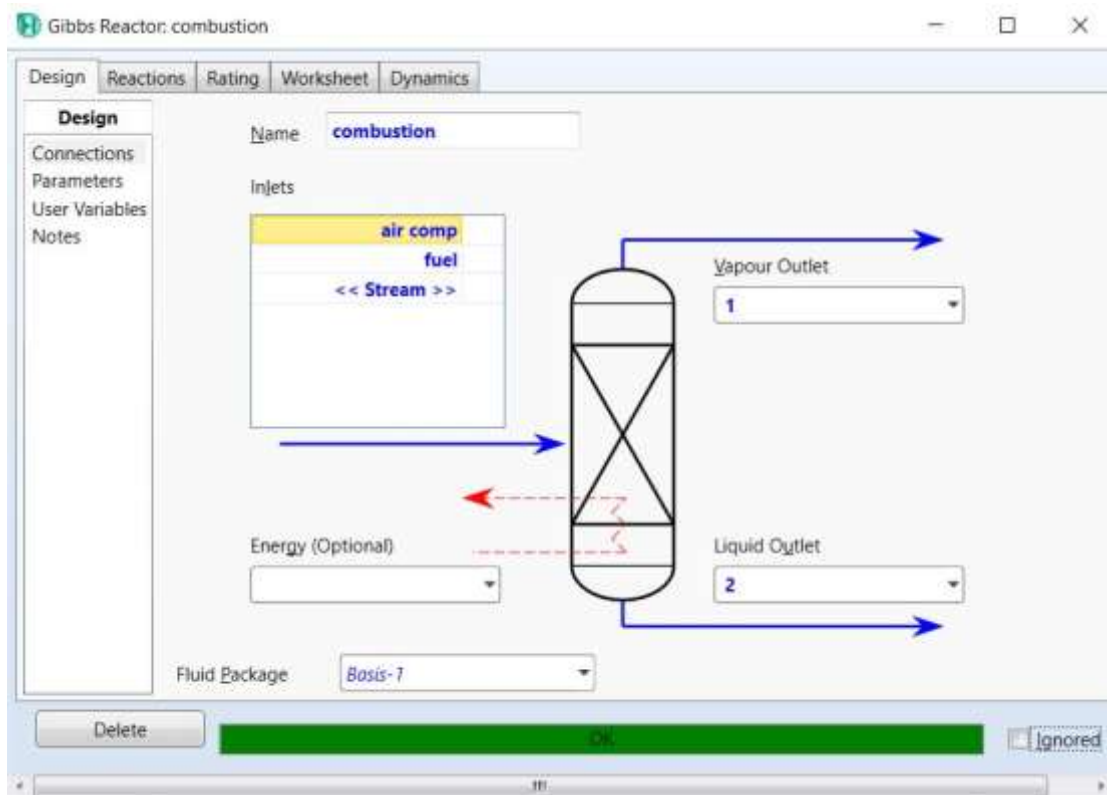 Gibbs Reactor: combustion
Design Reactions Rating Worksheet Dynamics
Design
Connections
Parameters
User Variables
Notes
Name combustion
Inlets
air comp
fuel
<< Stream >>
Vapour Outlet
1
Energy (Optional)
Liquid Outlet
2
Fluid Package Basis-1
Delete
OK
Ignored